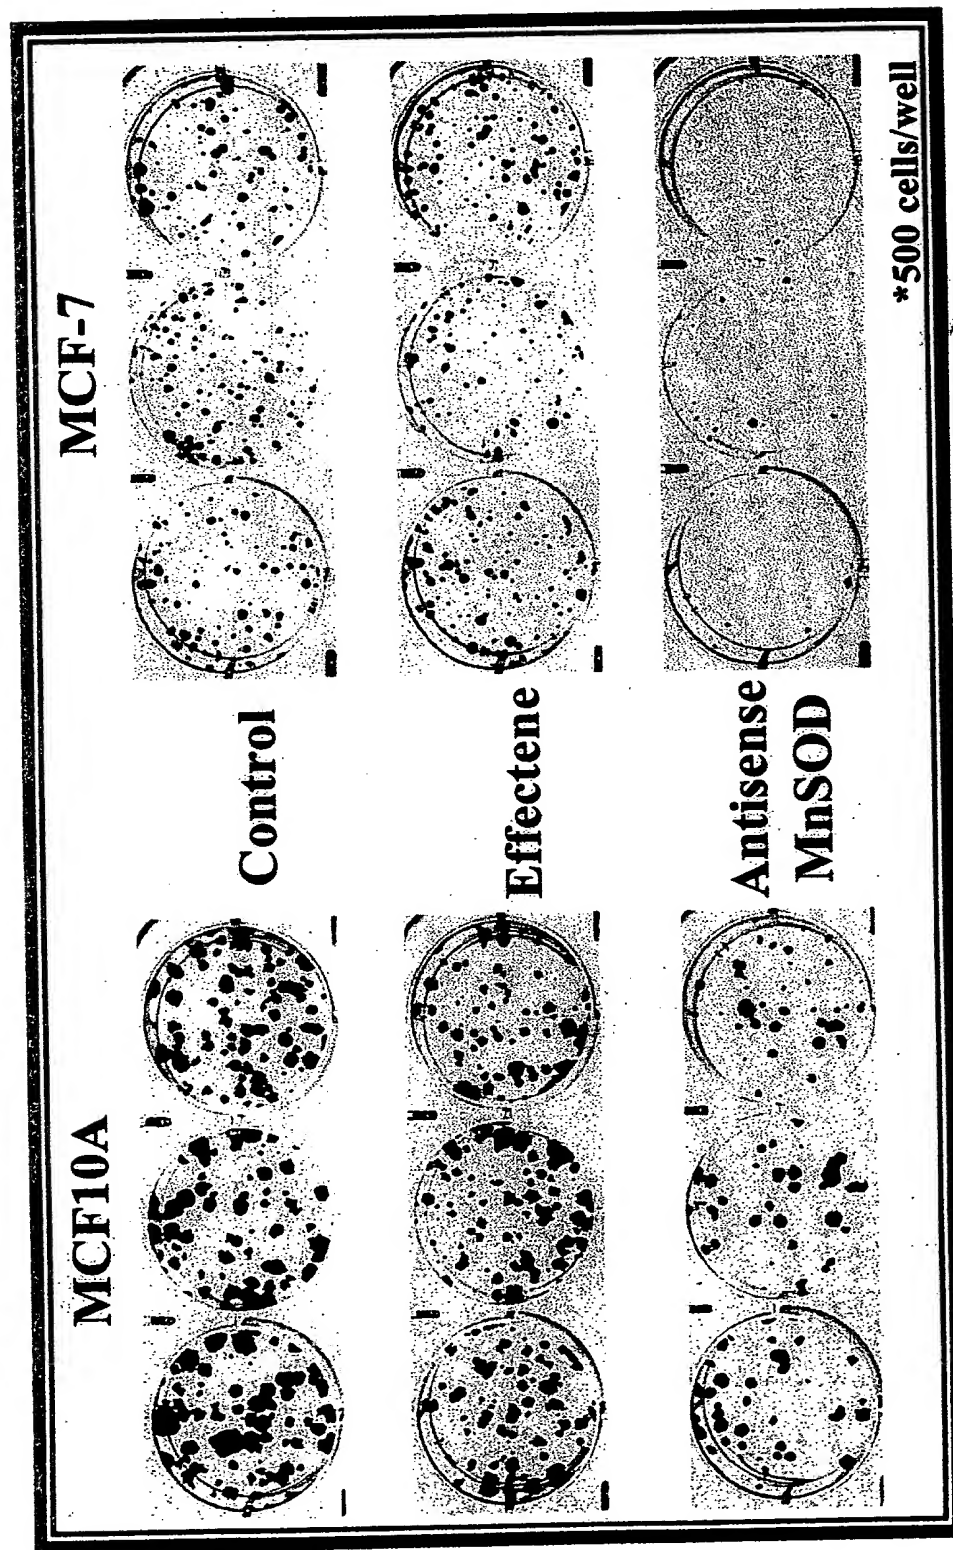 MCF10A
MCF-7
Control
Effectene
Antisense
MnSOD
*500 cells/well